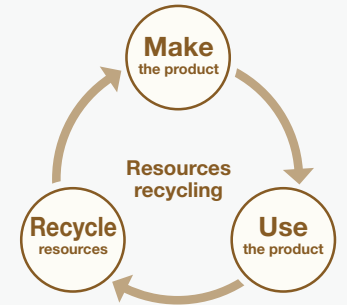 Make
the product
Resources
recycling
Recycle
resources
Use
the product